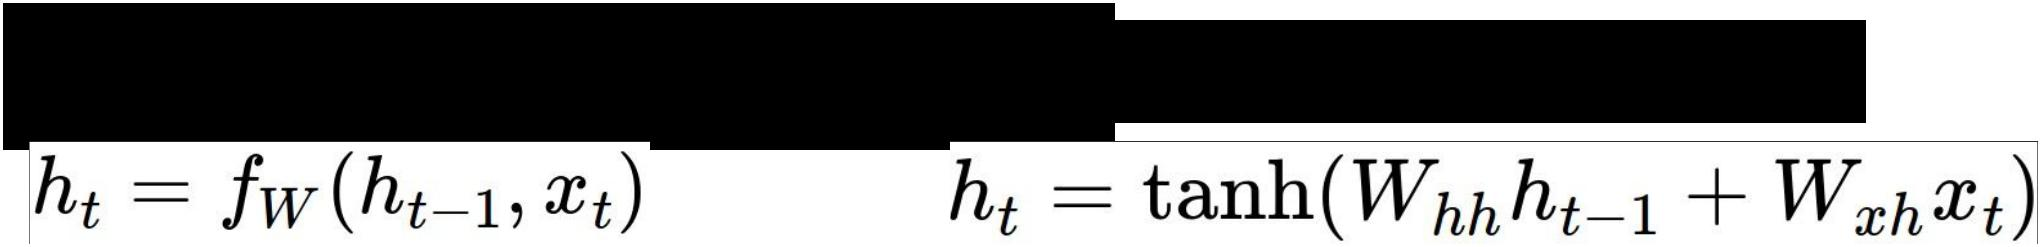 h_t = f_W(h_{t-1}, x_t)    h_t = tanh(W_{hh}h_{t-1} + W_{xh}x_t)